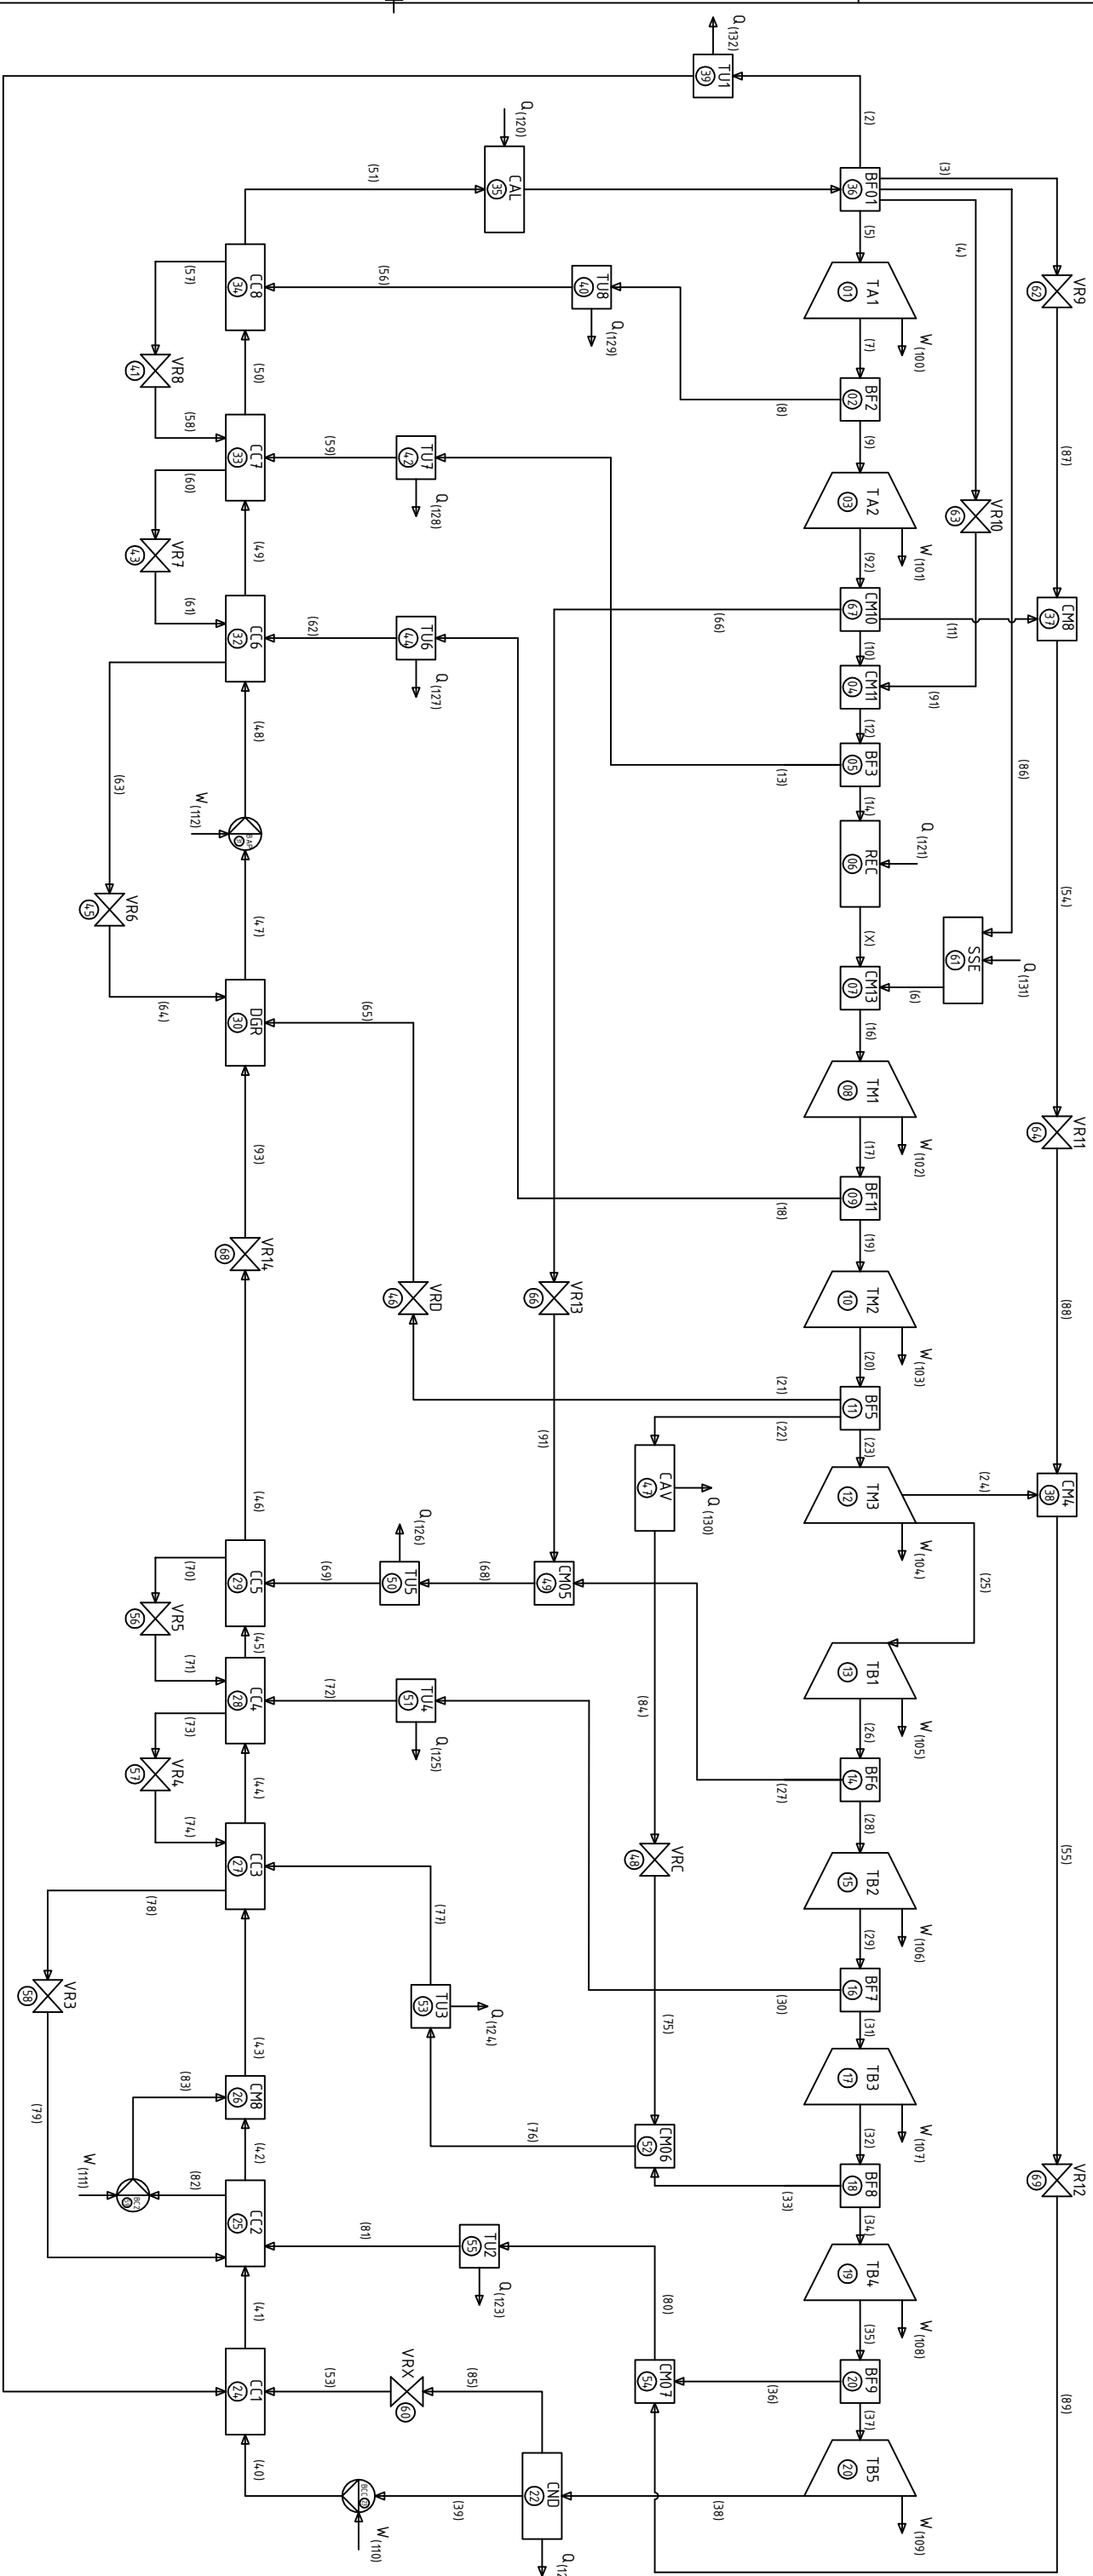 VR9
62
(87)
CM8
37
(54)
VR11
64
(88)
CM4
38
(55)
VR12
69
(89)
(3)
(86)
(4)
VR10
63
(11)
(91)
SSE
61
Q
(131)
(6)
(24)
(25)
Q
(132)
TU1
39
(2)
BF01
36
(5)
TA1
01
W
(100)
(7)
BF2
02
(9)
TA2
03
W
(101)
(92)
CM10
67
(10)
CM11
04
(12)
BF3
05
(14)
REC
06
Q
(121)
(X)
CM13
07
(16)
TM1
08
W
(102)
(17)
BF11
09
(19)
TM2
10
W
(103)
(20)
BF5
11
(23)
TM3
12
W
(104)
TB1
13
W
(105)
(26)
BF6
14
(28)
TB2
15
W
(106)
(29)
BF7
16
(31)
TB3
17
W
(107)
(32)
BF8
18
(34)
TB4
19
W
(108)
(35)
BF9
20
(37)
TB5
20
W
(109)
(8)
(13)
(66)
(18)
(21)
(22)
(27)
(30)
(33)
(36)
(38)
CAV
47
Q
(130)
(84)
VRC
48
(75)
CM06
52
(80)
CM07
54
TU8
40
Q
(129)
VR13
66
(91)
CM05
49
(76)
CND
22
Q
Q
(120)
CAL
35
(51)
(56)
TU7
42
Q
(128)
(59)
TU6
44
Q
(127)
(62)
VRD
46
(65)
(68)
TU5
50
Q
(126)
(69)
TU4
51
Q
(125)
(72)
(77)
TU3
53
Q
(124)
TU2
55
Q
(123)
(81)
VRX
60
(85)
(53)
(39)
W
(110)
CC8
34
(50)
CC7
33
(49)
CC6
32
(48)
W
(112)
(47)
DGR
30
(93)
VR14
68
(46)
CC5
29
(45)
CC4
28
(44)
CC3
27
(43)
CM8
26
(42)
CC2
25
(41)
CC1
24
(40)
(57)
VR8
41
(58)
(60)
VR7
43
(61)
(63)
VR6
45
(64)
(70)
VR5
56
(71)
(73)
VR4
57
(74)
(78)
VR3
58
(79)
(83)
W
(111)
(82)